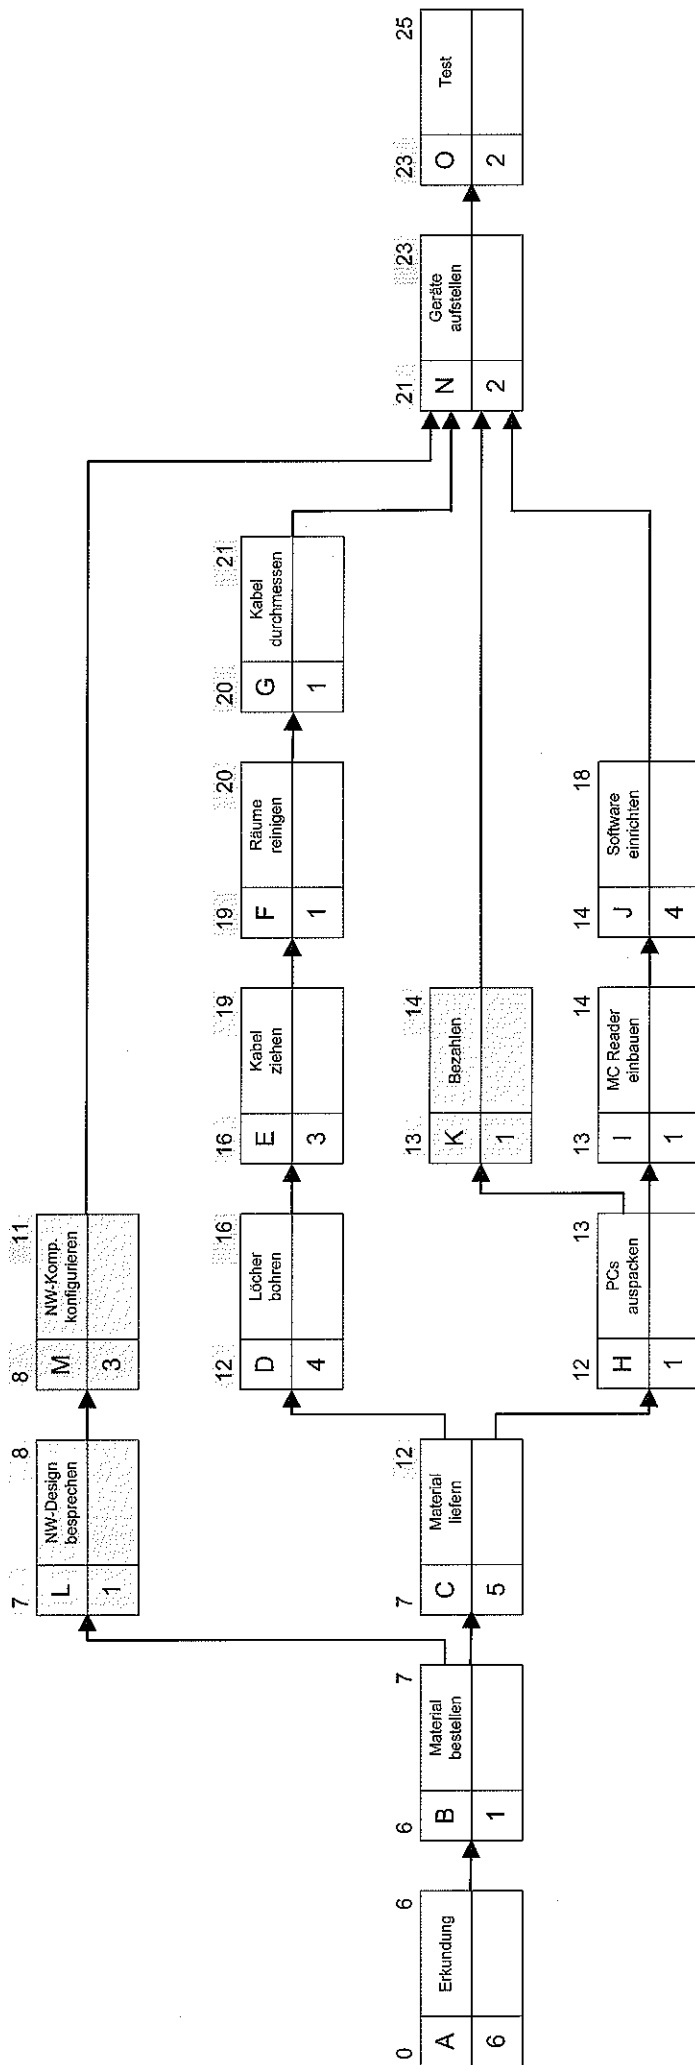 0 6
A Erkundung
6
6 7
B Material
bestellen
1
7 8
L NW-Design
besprechen
1
8 11
M NW-Komp.
konfigurieren
3
7 12
C Material
liefern
5
12 16
D Löcher
bohren
4
16 19
E Kabel
ziehen
3
19 20
F Räume
reinigen
1
20 21
G Kabel
durchmessen
1
12 13
H PCs
auspacken
1
13 14
K Bezahlen
1
13 14
I MC Reader
einbauen
1
14 18
J Software
einrichten
4
21 23
N Geräte
aufstellen
2
23 25
O Test
2